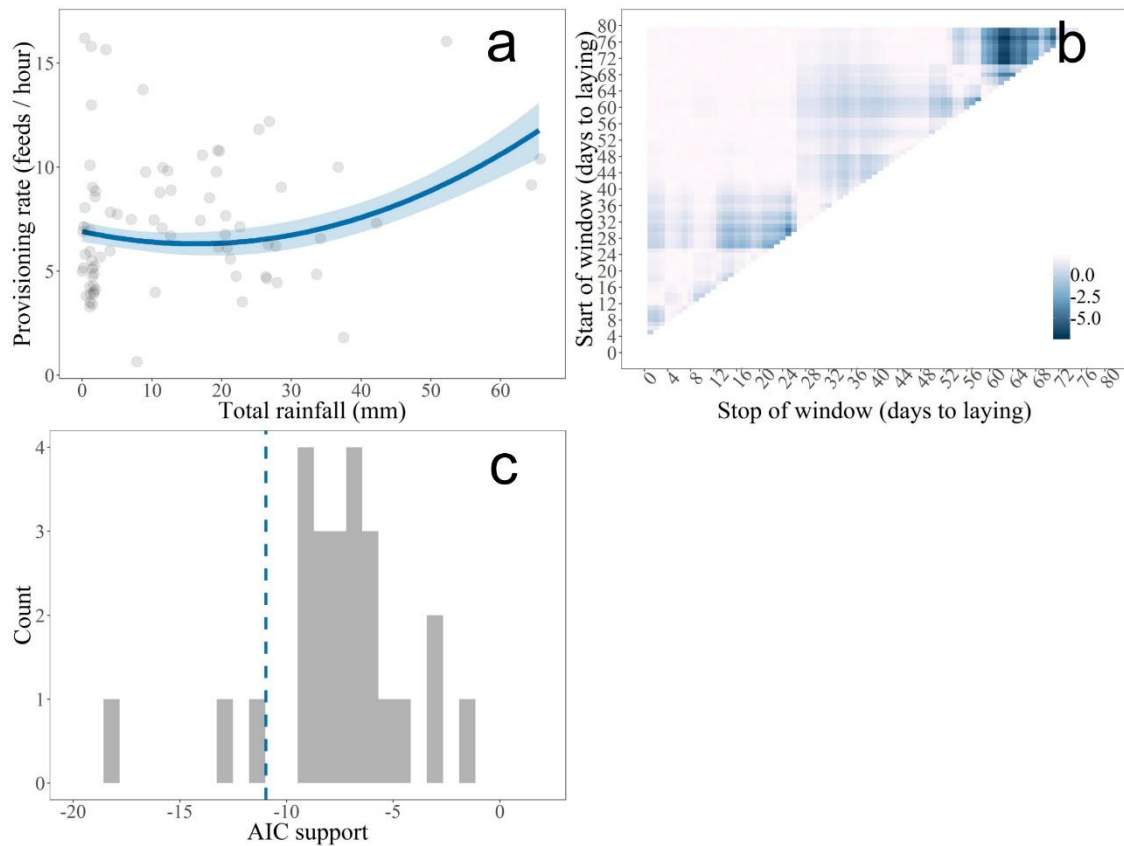 a
Provisioning rate (feeds / hour)
15
10
5
0
0 10 20 30 40 50 60
Total rainfall (mm)
b
Start of window (days to laying)
80
76
72
68
64
60
56
52
48
44
40
36
32
28
24
20
16
12
8
4
0
0.0
-2.5
-5.0
0 4 8 12 16 20 24 28 32 36 40 44 48 52 56 60 64 68 72 76 80
Stop of window (days to laying)
c
Count
4
3
2
1
0
-20 -15 -10 -5 0
AIC support